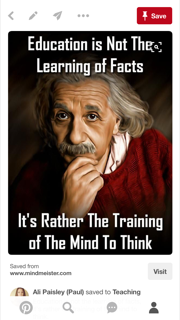 Save
Education is Not The
Learning of Facts
It's Rather The Training
of The Mind To Think
Saved from
www.mindmeister.com
Visit
Ali Paisley (Paul) saved to Teaching